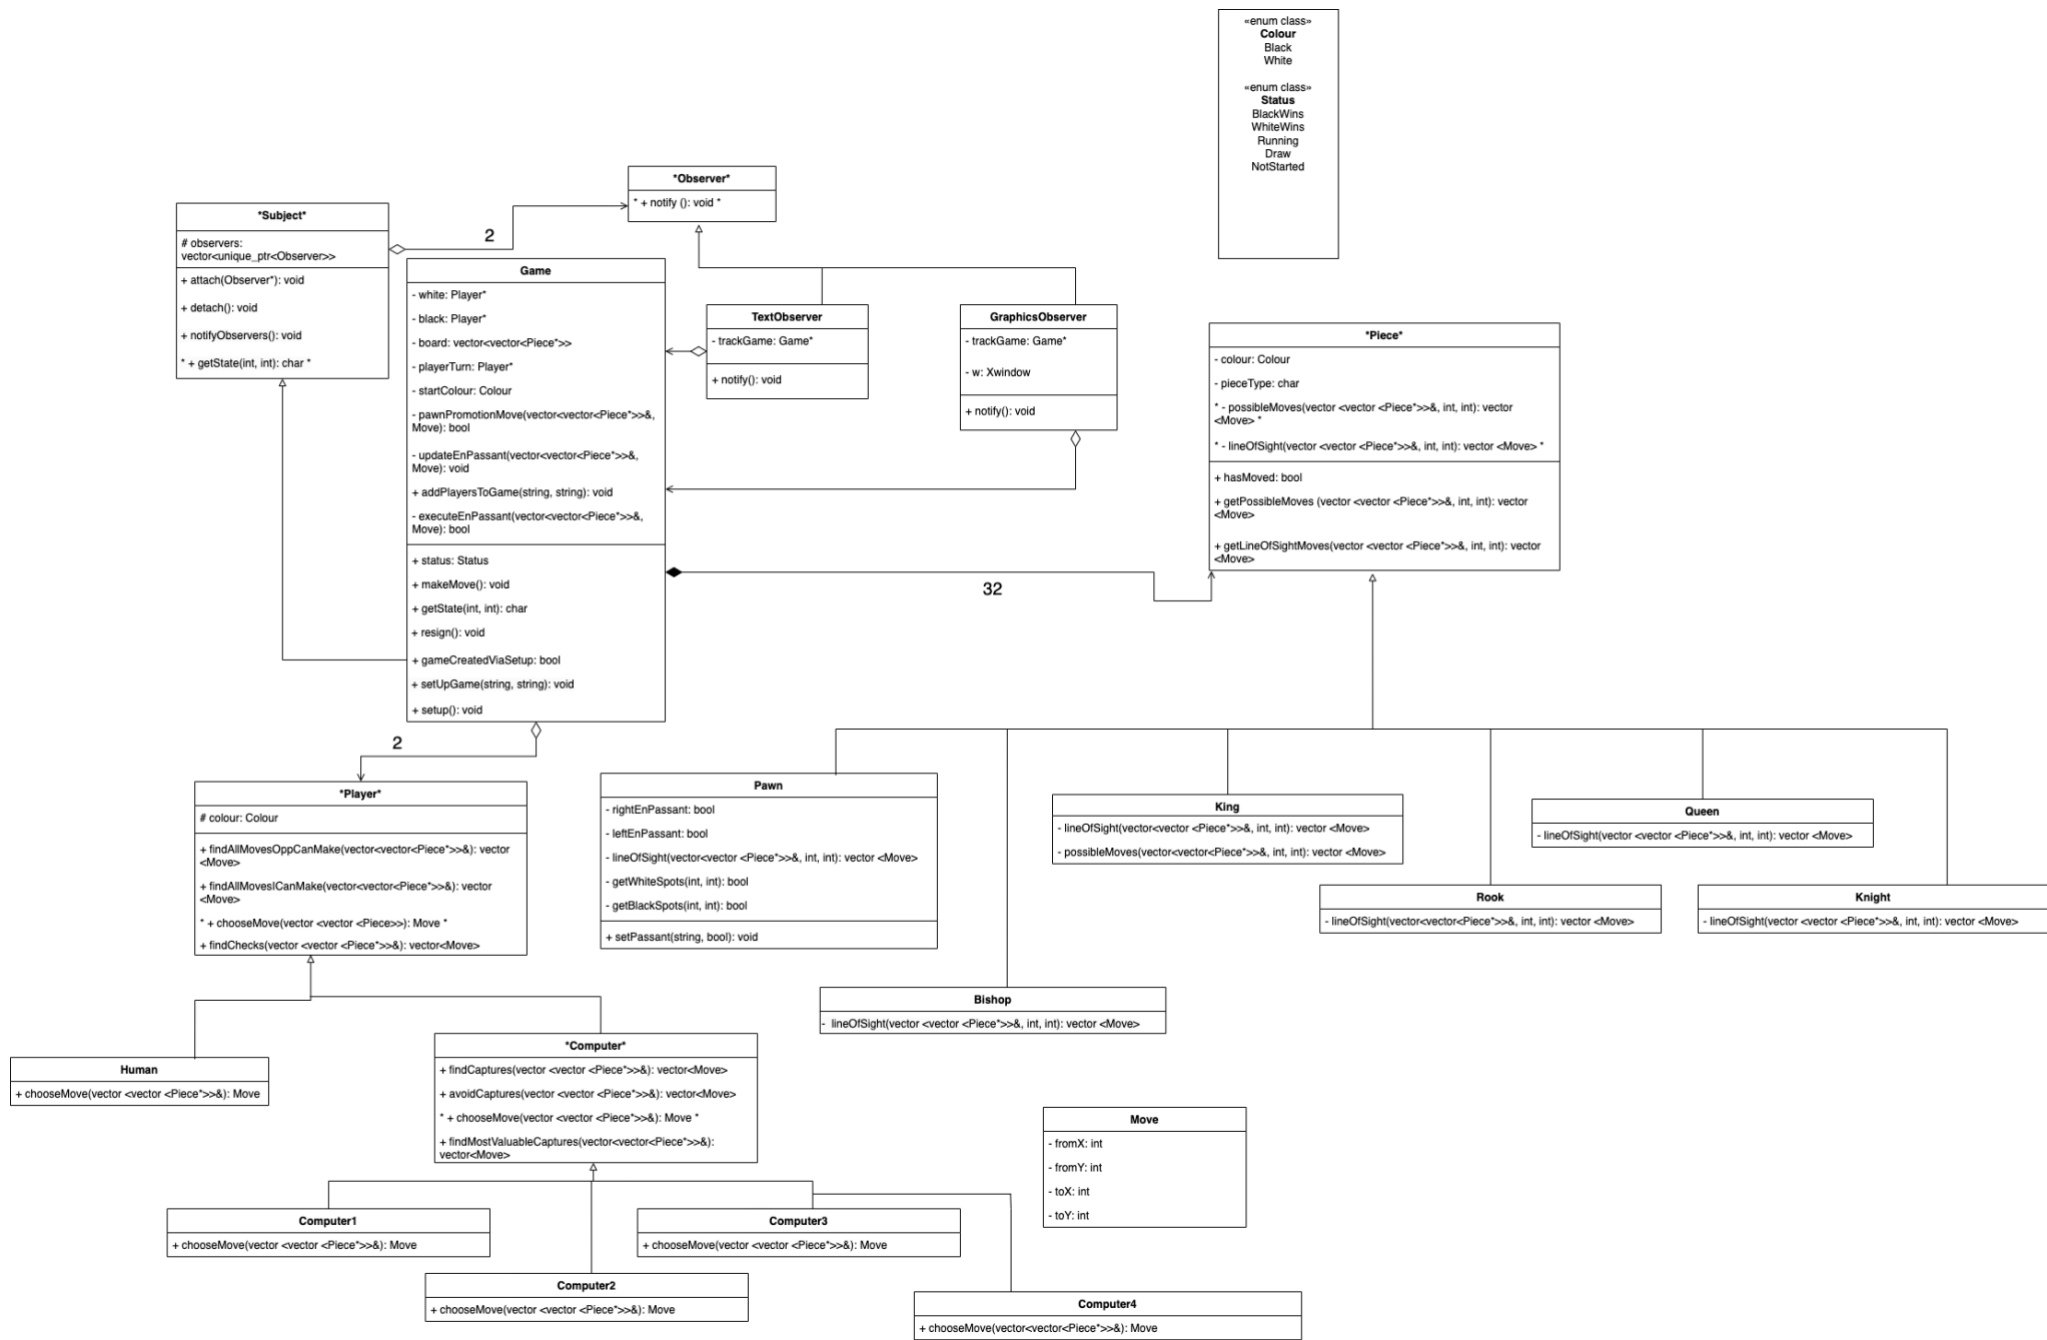 «enum class»
Colour
Black
White
«enum class»
Status
BlackWins
WhiteWins
Running
Draw
NotStarted
*Observer*
* + notify (): void *
*Subject*
# observers:
vector<unique_ptr<Observer>>
+ attach(Observer*): void
+ detach(): void
+ notifyObservers(): void
* + getState(int, int): char *
2
Game
- white: Player*
- black: Player*
- board: vector<vector<Piece*>>
- playerTurn: Player*
- startColour: Colour
- pawnPromotionMove(vector<vector<Piece*>>&,
Move): bool
- updateEnPassant(vector<vector<Piece*>>&,
Move): void
+ addPlayersToGame(string, string): void
- executeEnPassant(vector<vector<Piece*>>&,
Move): bool
+ status: Status
+ makeMove(): void
+ getState(int, int): char
+ resign(): void
+ gameCreatedViaSetup: bool
+ setUpGame(string, string): void
+ setup(): void
TextObserver
- trackGame: Game*
+ notify(): void
GraphicsObserver
- trackGame: Game*
- w: Xwindow
+ notify(): void
*Piece*
- colour: Colour
- pieceType: char
* - possibleMoves(vector <vector <Piece*>>&, int, int): vector
<Move> *
* - lineOfSight(vector <vector <Piece*>>&, int, int): vector <Move> *
+ hasMoved: bool
+ getPossibleMoves (vector <vector <Piece*>>&, int, int): vector
<Move>
+ getLineOfSightMoves(vector <vector <Piece*>>&, int, int): vector
<Move>
32
2
*Player*
# colour: Colour
+ findAllMovesOppCanMake(vector<vector<Piece*>>&): vector
<Move>
+ findAllMovesICanMake(vector<vector<Piece*>>&): vector
<Move>
* + chooseMove(vector <vector <Piece>>): Move *
+ findChecks(vector <vector <Piece*>>&): vector<Move>
Pawn
- rightEnPassant: bool
- leftEnPassant: bool
- lineOfSight(vector<vector <Piece*>>&, int, int): vector <Move>
- getWhiteSpots(int, int): bool
- getBlackSpots(int, int): bool
+ setPassant(string, bool): void
King
- lineOfSight(vector<vector <Piece*>>&, int, int): vector <Move>
- possibleMoves(vector<vector<Piece*>>&, int, int): vector <Move>
Queen
- lineOfSight(vector <vector <Piece*>>&, int, int): vector <Move>
Rook
- lineOfSight(vector<vector<Piece*>>&, int, int): vector <Move>
Knight
- lineOfSight(vector <vector <Piece*>>&, int, int): vector <Move>
Bishop
- lineOfSight(vector <vector <Piece*>>&, int, int): vector <Move>
Human
+ chooseMove(vector <vector <Piece*>>&): Move
*Computer*
+ findCaptures(vector <vector <Piece*>>&): vector<Move>
+ avoidCaptures(vector <vector <Piece*>>&): vector<Move>
* + chooseMove(vector <vector <Piece*>>&): Move *
+ findMostValuableCaptures(vector<vector<Piece*>>&):
vector<Move>
Move
- fromX: int
- fromY: int
- toX: int
- toY: int
Computer1
+ chooseMove(vector <vector <Piece*>>&): Move
Computer3
+ chooseMove(vector <vector <Piece*>>&): Move
Computer2
+ chooseMove(vector <vector <Piece*>>&): Move
Computer4
+ chooseMove(vector<vector<Piece*>>&): Move